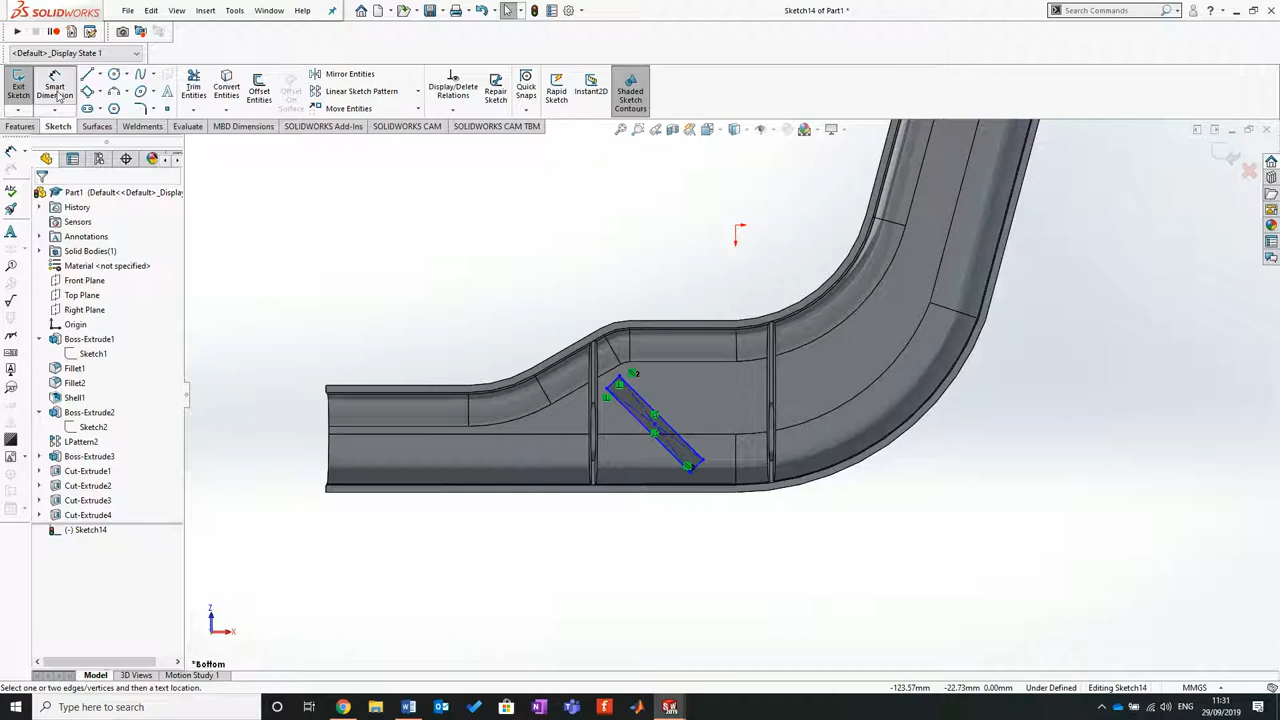 SOLIDWORKS File Edit View Insert Tools Window Help Sketch14 of Part1 * Search Commands
<Default>_Display State 1
Exit Sketch Smart Dimension Trim Entities Convert Entities Offset Entities Offset On Surface Mirror Entities Linear Sketch Pattern Move Entities Display/Delete Relations Repair Sketch Quick Snaps Rapid Sketch Instant2D Shaded Sketch Contours
Features Sketch Surfaces Weldments Evaluate MBD Dimensions SOLIDWORKS Add-Ins SOLIDWORKS CAM SOLIDWORKS CAM TBM
Part1 (Default<<Default>_Displa
History
Sensors
Annotations
Solid Bodies(1)
Material <not specified>
Front Plane
Top Plane
Right Plane
Origin
Boss-Extrude1
Sketch1
Fillet1
Fillet2
Shell1
Boss-Extrude2
Sketch2
LPattern2
Boss-Extrude3
Cut-Extrude1
Cut-Extrude2
Cut-Extrude3
Cut-Extrude4
(-) Sketch14
2
Z
X
*Bottom
Model 3D Views Motion Study 1
Select one or two edges/vertices and then a text location. -123.57mm -22.73mm 0.00mm Under Defined Editing Sketch14 MMGS
Type here to search ENG 11:31
29/09/2019